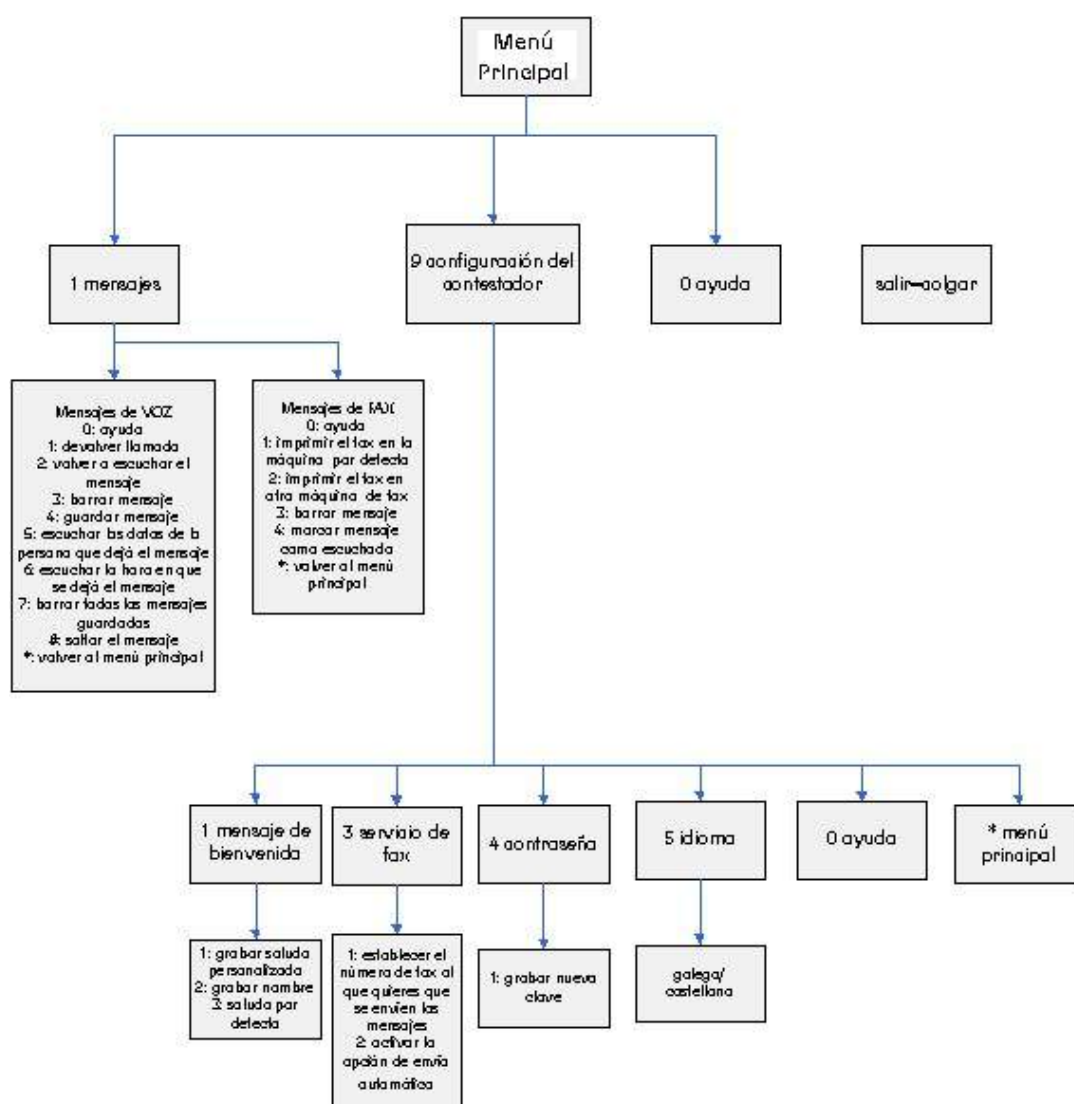 Menú
Principal
1 mensajes
9 configuración del
contestador
0 ayuda
salir-colgar
Mensajes de VOZ
0: ayuda
1: devolver llamada
2: volver a escuchar el
mensaje
3: borrar mensaje
4: guardar mensaje
5: escuchar los datos de la
persona que dejó el mensaje
6: escuchar la hora en que
se dejó el mensaje
7: borrar todos los mensajes
guardados
#: saltar el mensaje
*: volver al menú principal
Mensajes de FAX
0: ayuda
1: imprimir el fax en la
máquina por defecto
2: imprimir el fax en
otra máquina de fax
3: borrar mensaje
4: marcar mensaje
como escuchado
*: volver al menú
principal
1 mensaje de
bienvenida
3 servicio de
fax
4 contraseña
5 idioma
0 ayuda
* menú
principal
1: grabar saludo
personalizado
2: grabar nombre
3: saludo por
defecto
1: establecer el
número de fax al
que quieres que
se envíen los
mensajes
2: activar la
opción de envío
automático
1: grabar nueva
clave
gallego/
castellano